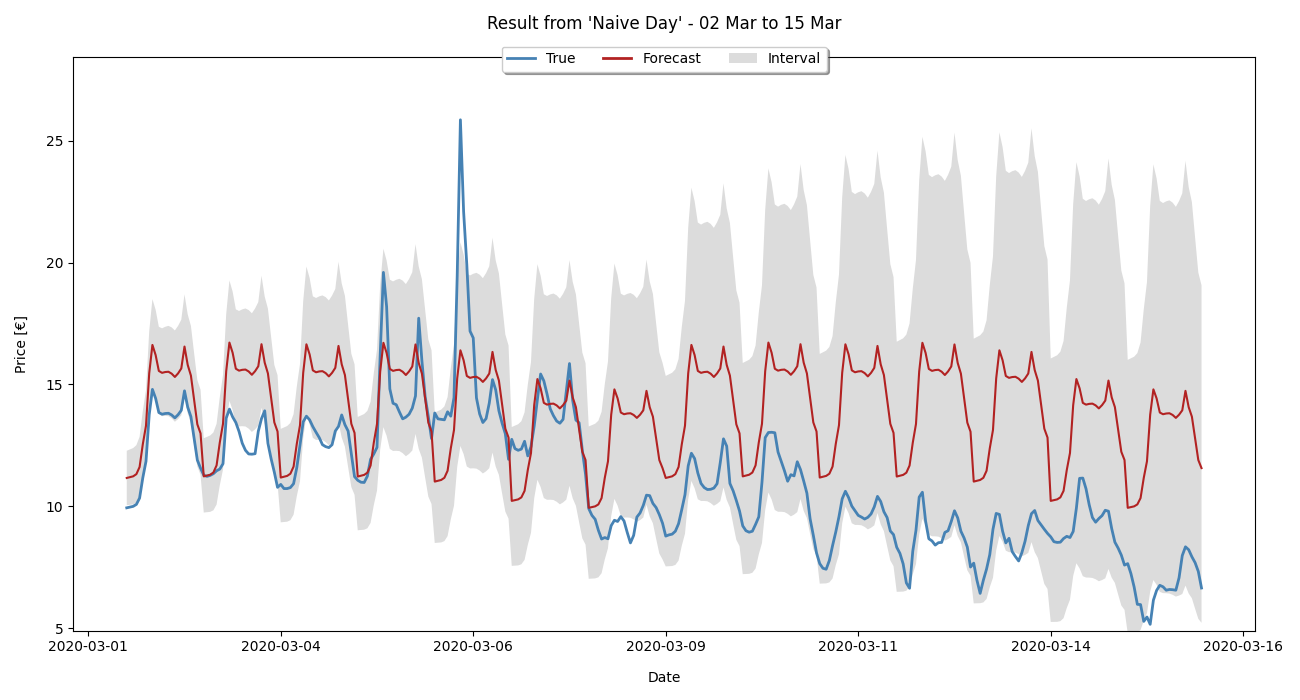 Result from 'Naive Day' - 02 Mar to 15 Mar
True
Forecast
Interval
Price [€]
25
20
15
10
5
2020-03-01
2020-03-04
2020-03-06
2020-03-09
2020-03-11
2020-03-14
2020-03-16
Date